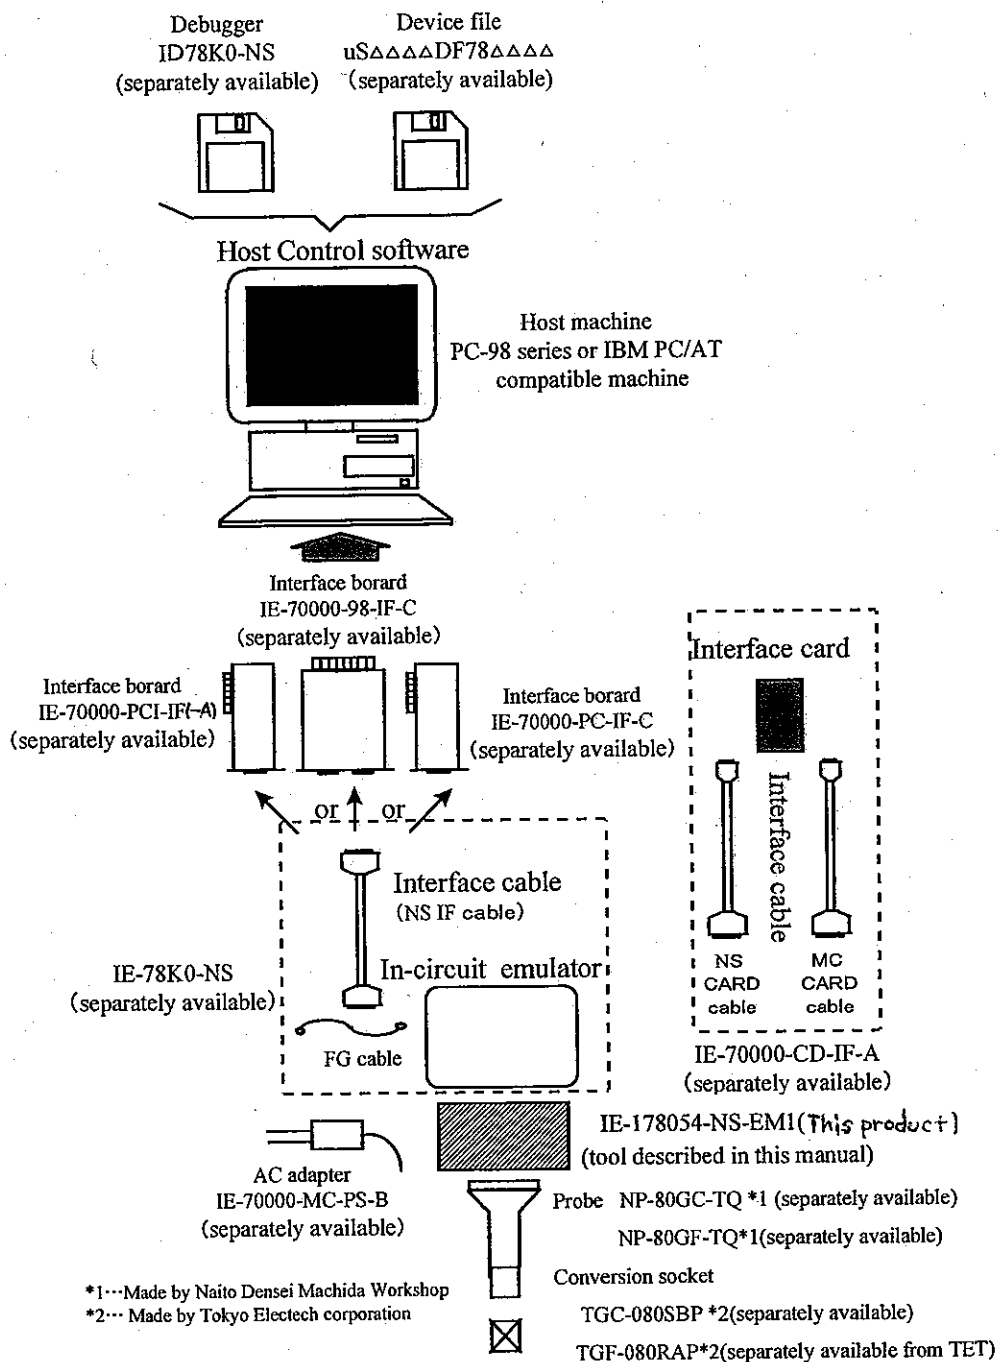 Debugger
ID78K0-NS
(separately available)
Device file
uS△△△△DF78△△△△
(separately available)
Host Control software
Host machine
PC-98 series or IBM PC/AT
compatible machine
Interface borard
IE-70000-98-IF-C
(separately available)
Interface borard
IE-70000-PCI-IF(-A)
(separately available)
Interface borard
IE-70000-PC-IF-C
(separately available)
or or
Interface cable
(NS IF cable)
IE-78K0-NS
(separately available)
In-circuit emulator
FG cable
Interface card
Interface cable
NS
CARD
cable
MC
CARD
cable
IE-70000-CD-IF-A
(separately available)
IE-178054-NS-EM1(This product)
(tool described in this manual)
AC adapter
IE-70000-MC-PS-B
(separately available)
Probe NP-80GC-TQ *1 (separately available)
NP-80GF-TQ*1(separately available)
Conversion socket
TGC-080SBP *2(separately available)
TGF-080RAP*2(separately available from TET)
*1···Made by Naito Densei Machida Workshop
*2··· Made by Tokyo Electech corporation